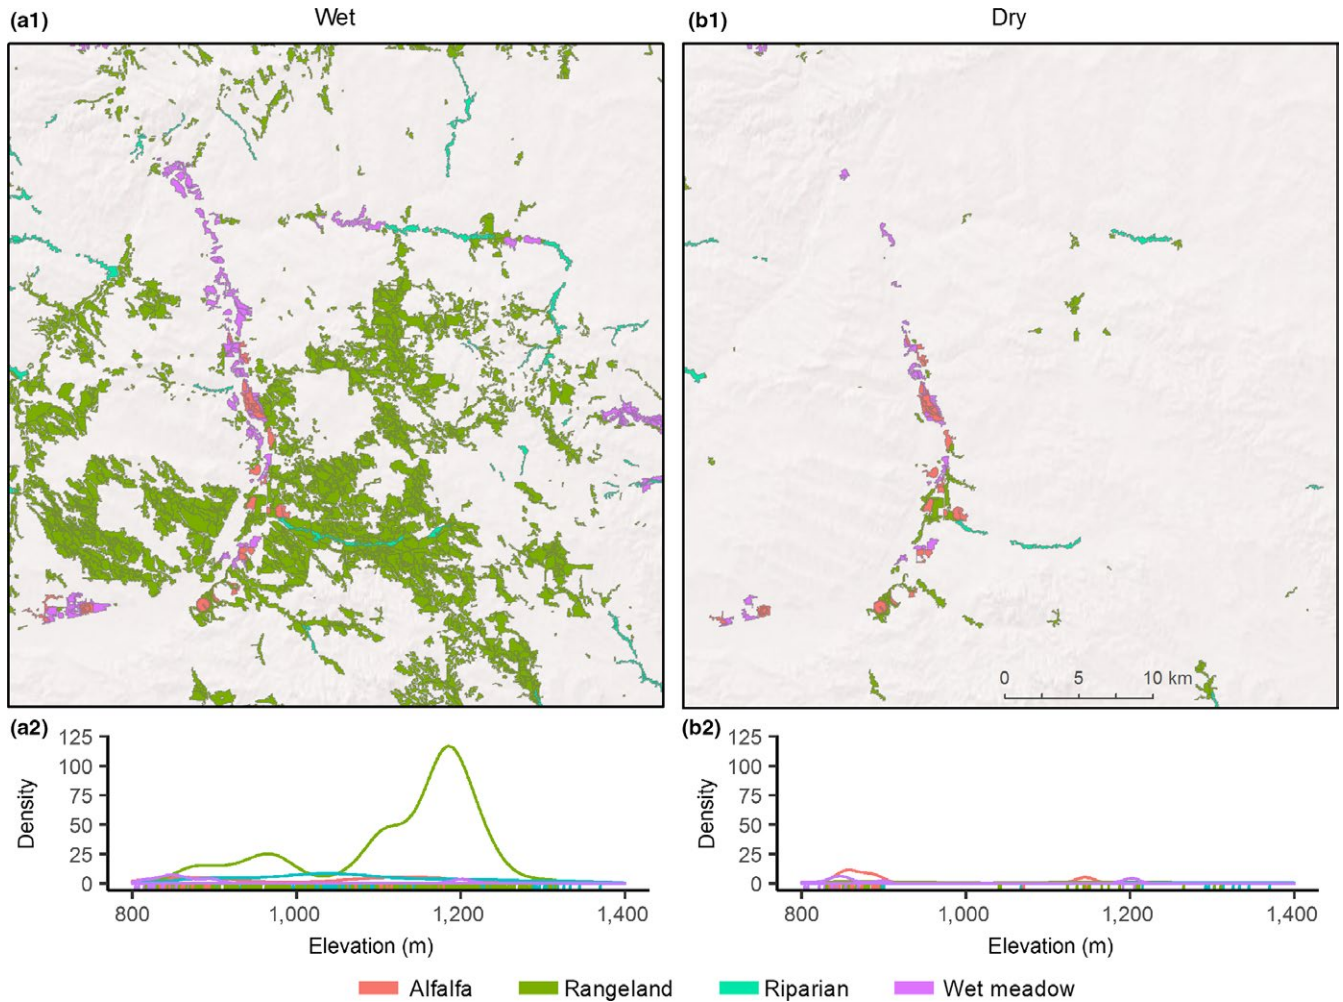 (a1) Wet (b1) Dry
0 5 10 km
(a2) (b2)
125 125
100 100
75 75
50 50
25 25
0 0
Density Density
800 1,000 1,200 1,400 800 1,000 1,200 1,400
Elevation (m) Elevation (m)
Alfalfa Rangeland Riparian Wet meadow